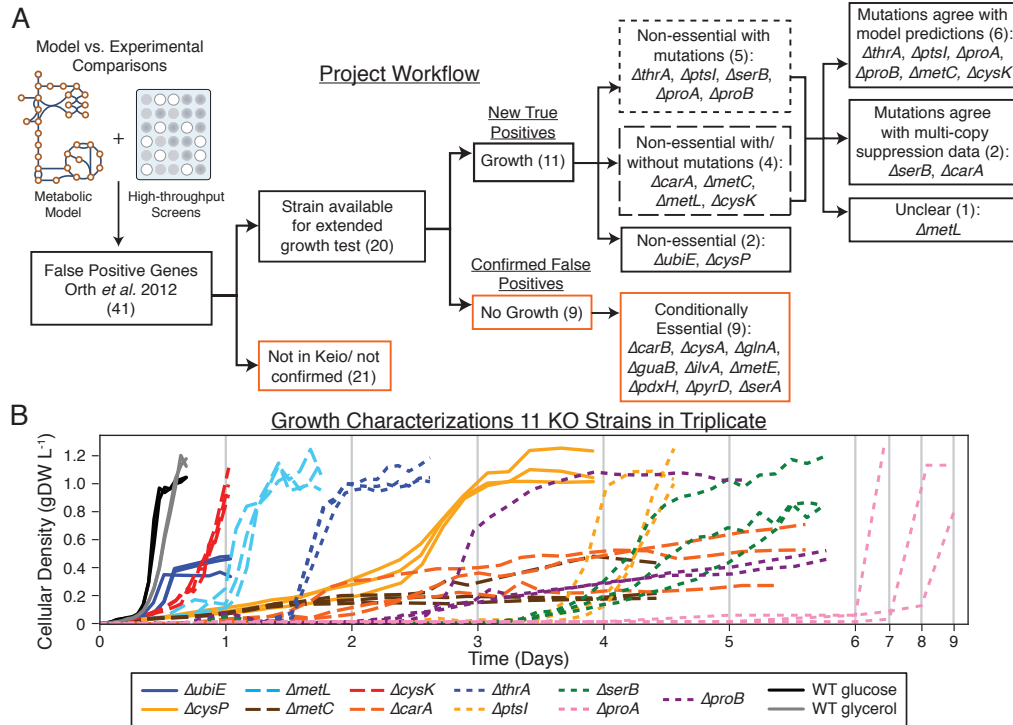 A
Model vs. Experimental
Comparisons
+
Metabolic
Model
High-throughput
Screens
False Positive Genes
Orth et al. 2012
(41)
Project Workflow
Strain available
for extended
growth test (20)
Not in Keio/ not
confirmed (21)
New True
Positives
Growth (11)
Confirmed False
Positives
No Growth (9)
Non-essential with
mutations (5):
ΔthrA, ΔptsI, ΔserB,
ΔproA, ΔproB
Non-essential with/
without mutations (4):
ΔcarA, ΔmetC,
ΔmetL, ΔcysK
Non-essential (2):
ΔubiE, ΔcysP
Conditionally
Essential (9):
ΔcarB, ΔcysA, ΔglnA,
ΔguaB, ΔilvA, ΔmetE,
ΔpdxH, ΔpyrD, ΔserA
Mutations agree with
model predictions (6):
ΔthrA, ΔptsI, ΔproA,
ΔproB, ΔmetC, ΔcysK
Mutations agree
with multi-copy
suppression data (2):
ΔserB, ΔcarA
Unclear (1):
ΔmetL
B
Growth Characterizations 11 KO Strains in Triplicate
Cellular Density (gDW L⁻¹)
1.2
1.0
0.8
0.6
0.4
0.2
0
0 1 2 3 4 5 6 7 8 9
Time (Days)
ΔubiE ΔmetL ΔcysK ΔthrA ΔserB ΔproB WT glucose
ΔcysP ΔmetC ΔcarA ΔptsI ΔproA WT glycerol